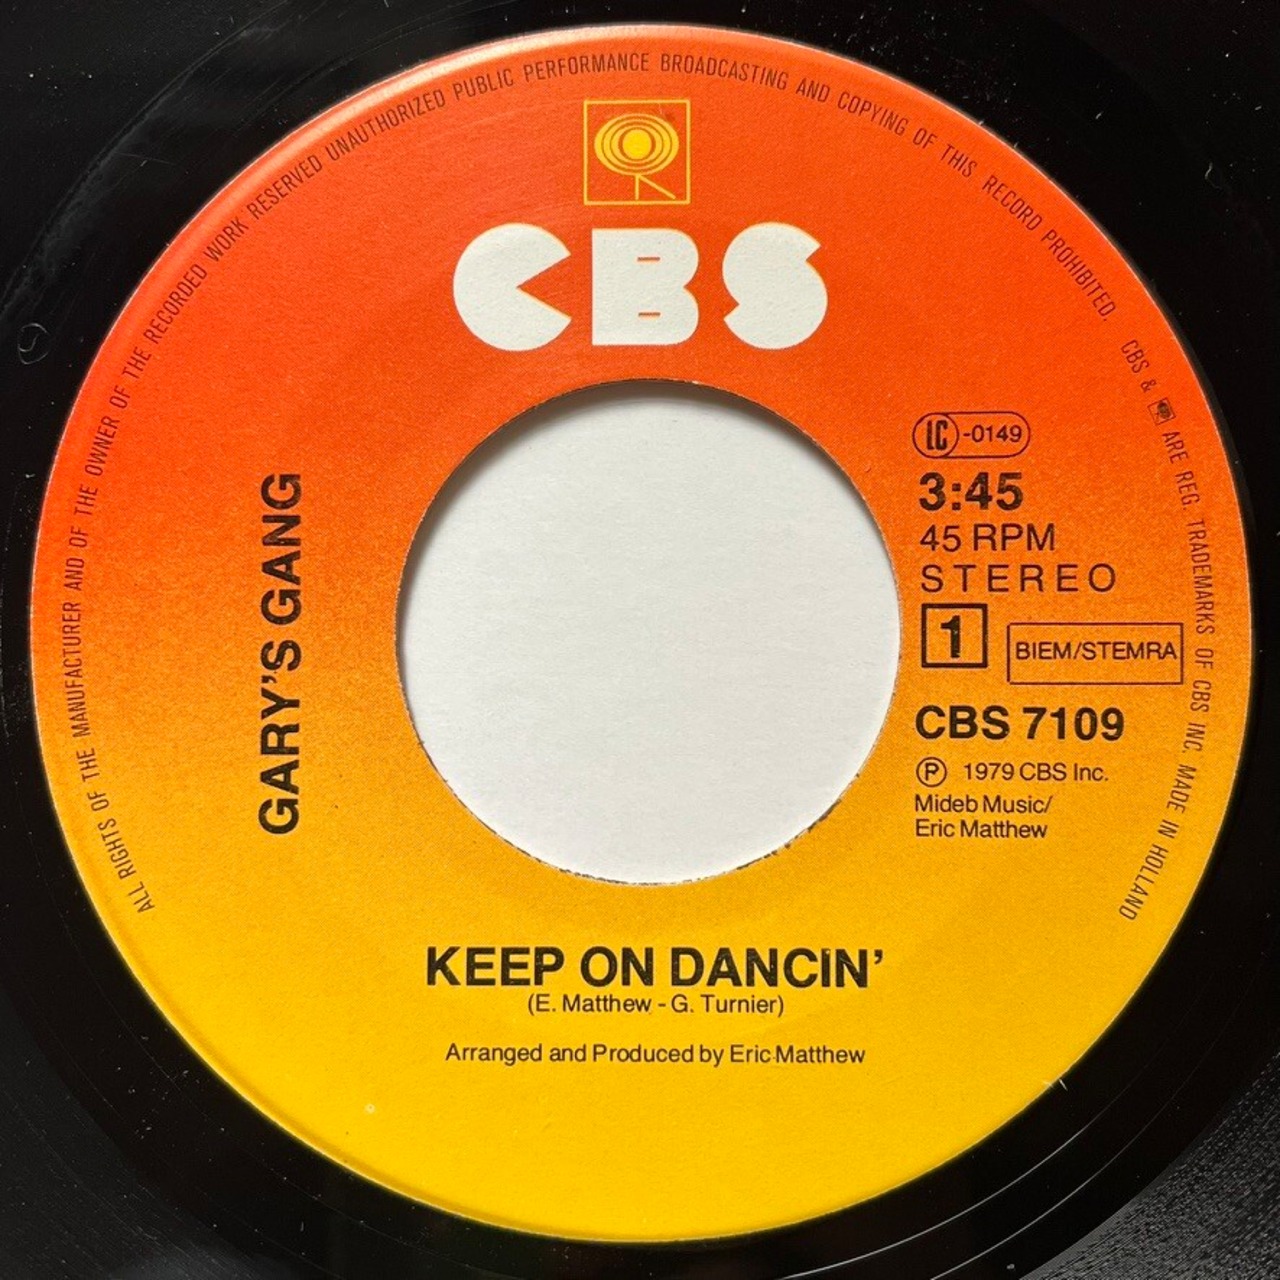 ALL RIGHTS OF THE MANUFACTURER AND OF THE OWNER OF THE RECORDED WORK RESERVED UNAUTHORIZED PUBLIC PERFORMANCE BROADCASTING AND COPYING OF THIS RECORD PROHIBITED.
CBS & ARE REG. TRADEMARKS OF CBS INC. MADE IN HOLLAND
CBS
GARY'S GANG
LC -0149
3:45
45 RPM
STEREO
1
BIEM/STEMRA
CBS 7109
Ⓟ 1979 CBS Inc.
Mideb Music/
Eric Matthew
KEEP ON DANCIN'
(E. Matthew - G. Turnier)
Arranged and Produced by Eric Matthew